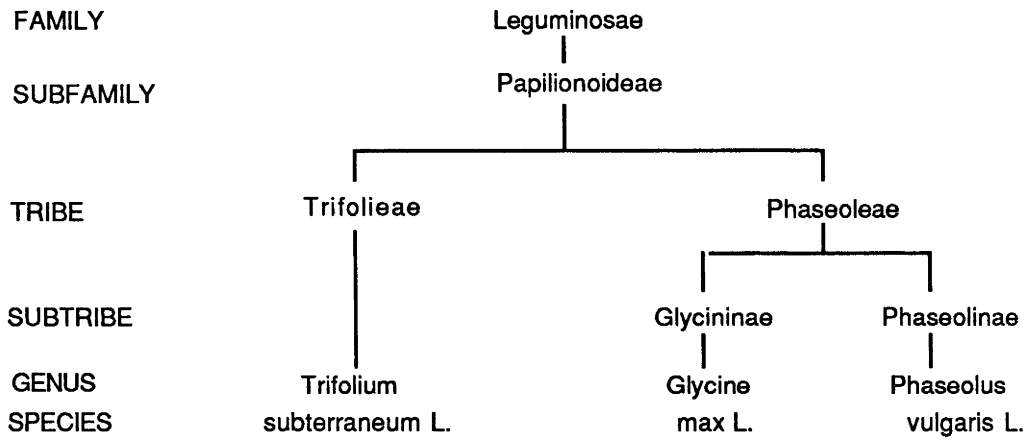 FAMILY Leguminosae
SUBFAMILY Papilionoideae
TRIBE Trifolieae Phaseoleae
SUBTRIBE Glycininae Phaseolinae
GENUS Trifolium Glycine Phaseolus
SPECIES subterraneum L. max L. vulgaris L.